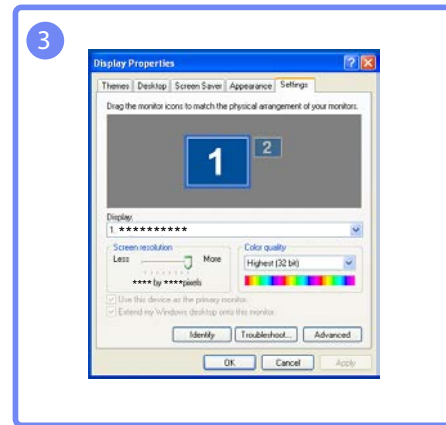 3
Display Properties
Themes Desktop Screen Saver Appearance Settings
Drag the monitor icons to match the physical arrangement of your monitors.
1 2
Display:
1. **********
Screen resolution Color quality
Less More Highest (32 bit)
**** by **** pixels
Use this device as the primary monitor.
Extend my Windows desktop onto this monitor.
Identify Troubleshoot... Advanced
OK Cancel Apply